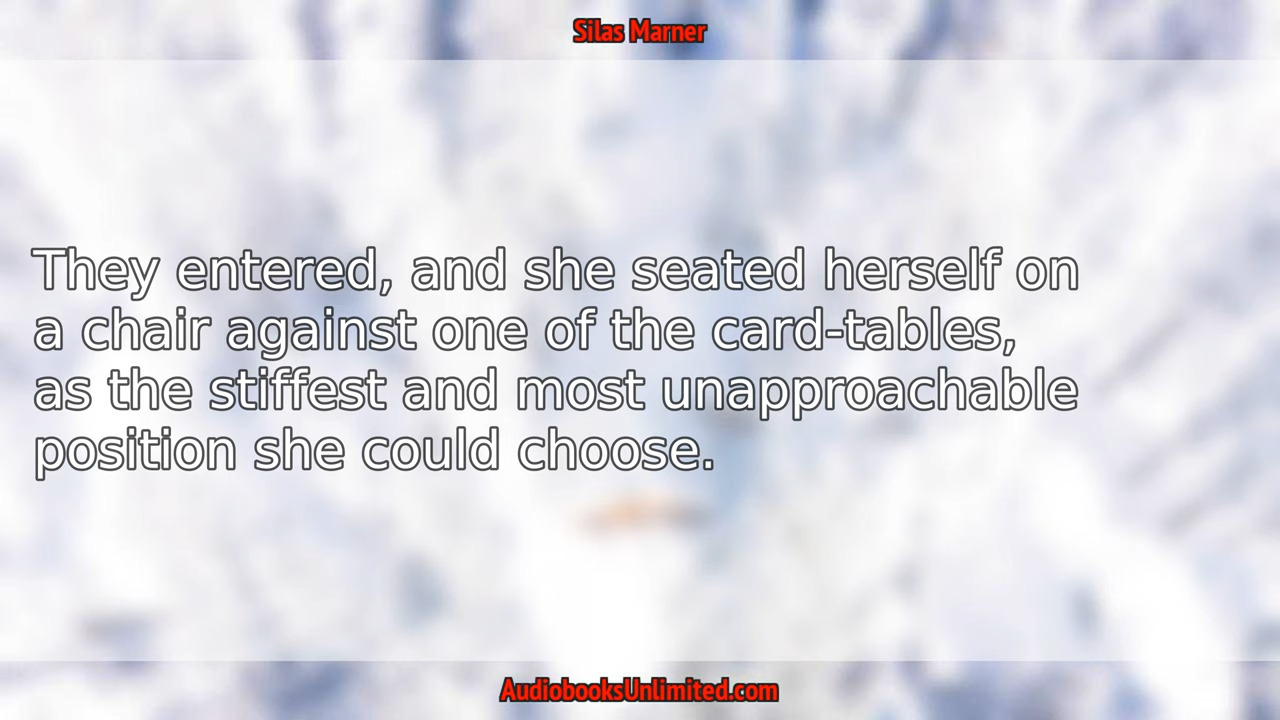 Silas Marner
They entered, and she seated herself on
a chair against one of the card-tables,
as the stiffest and most unapproachable
position she could choose.
AudiobooksUnlimited.com